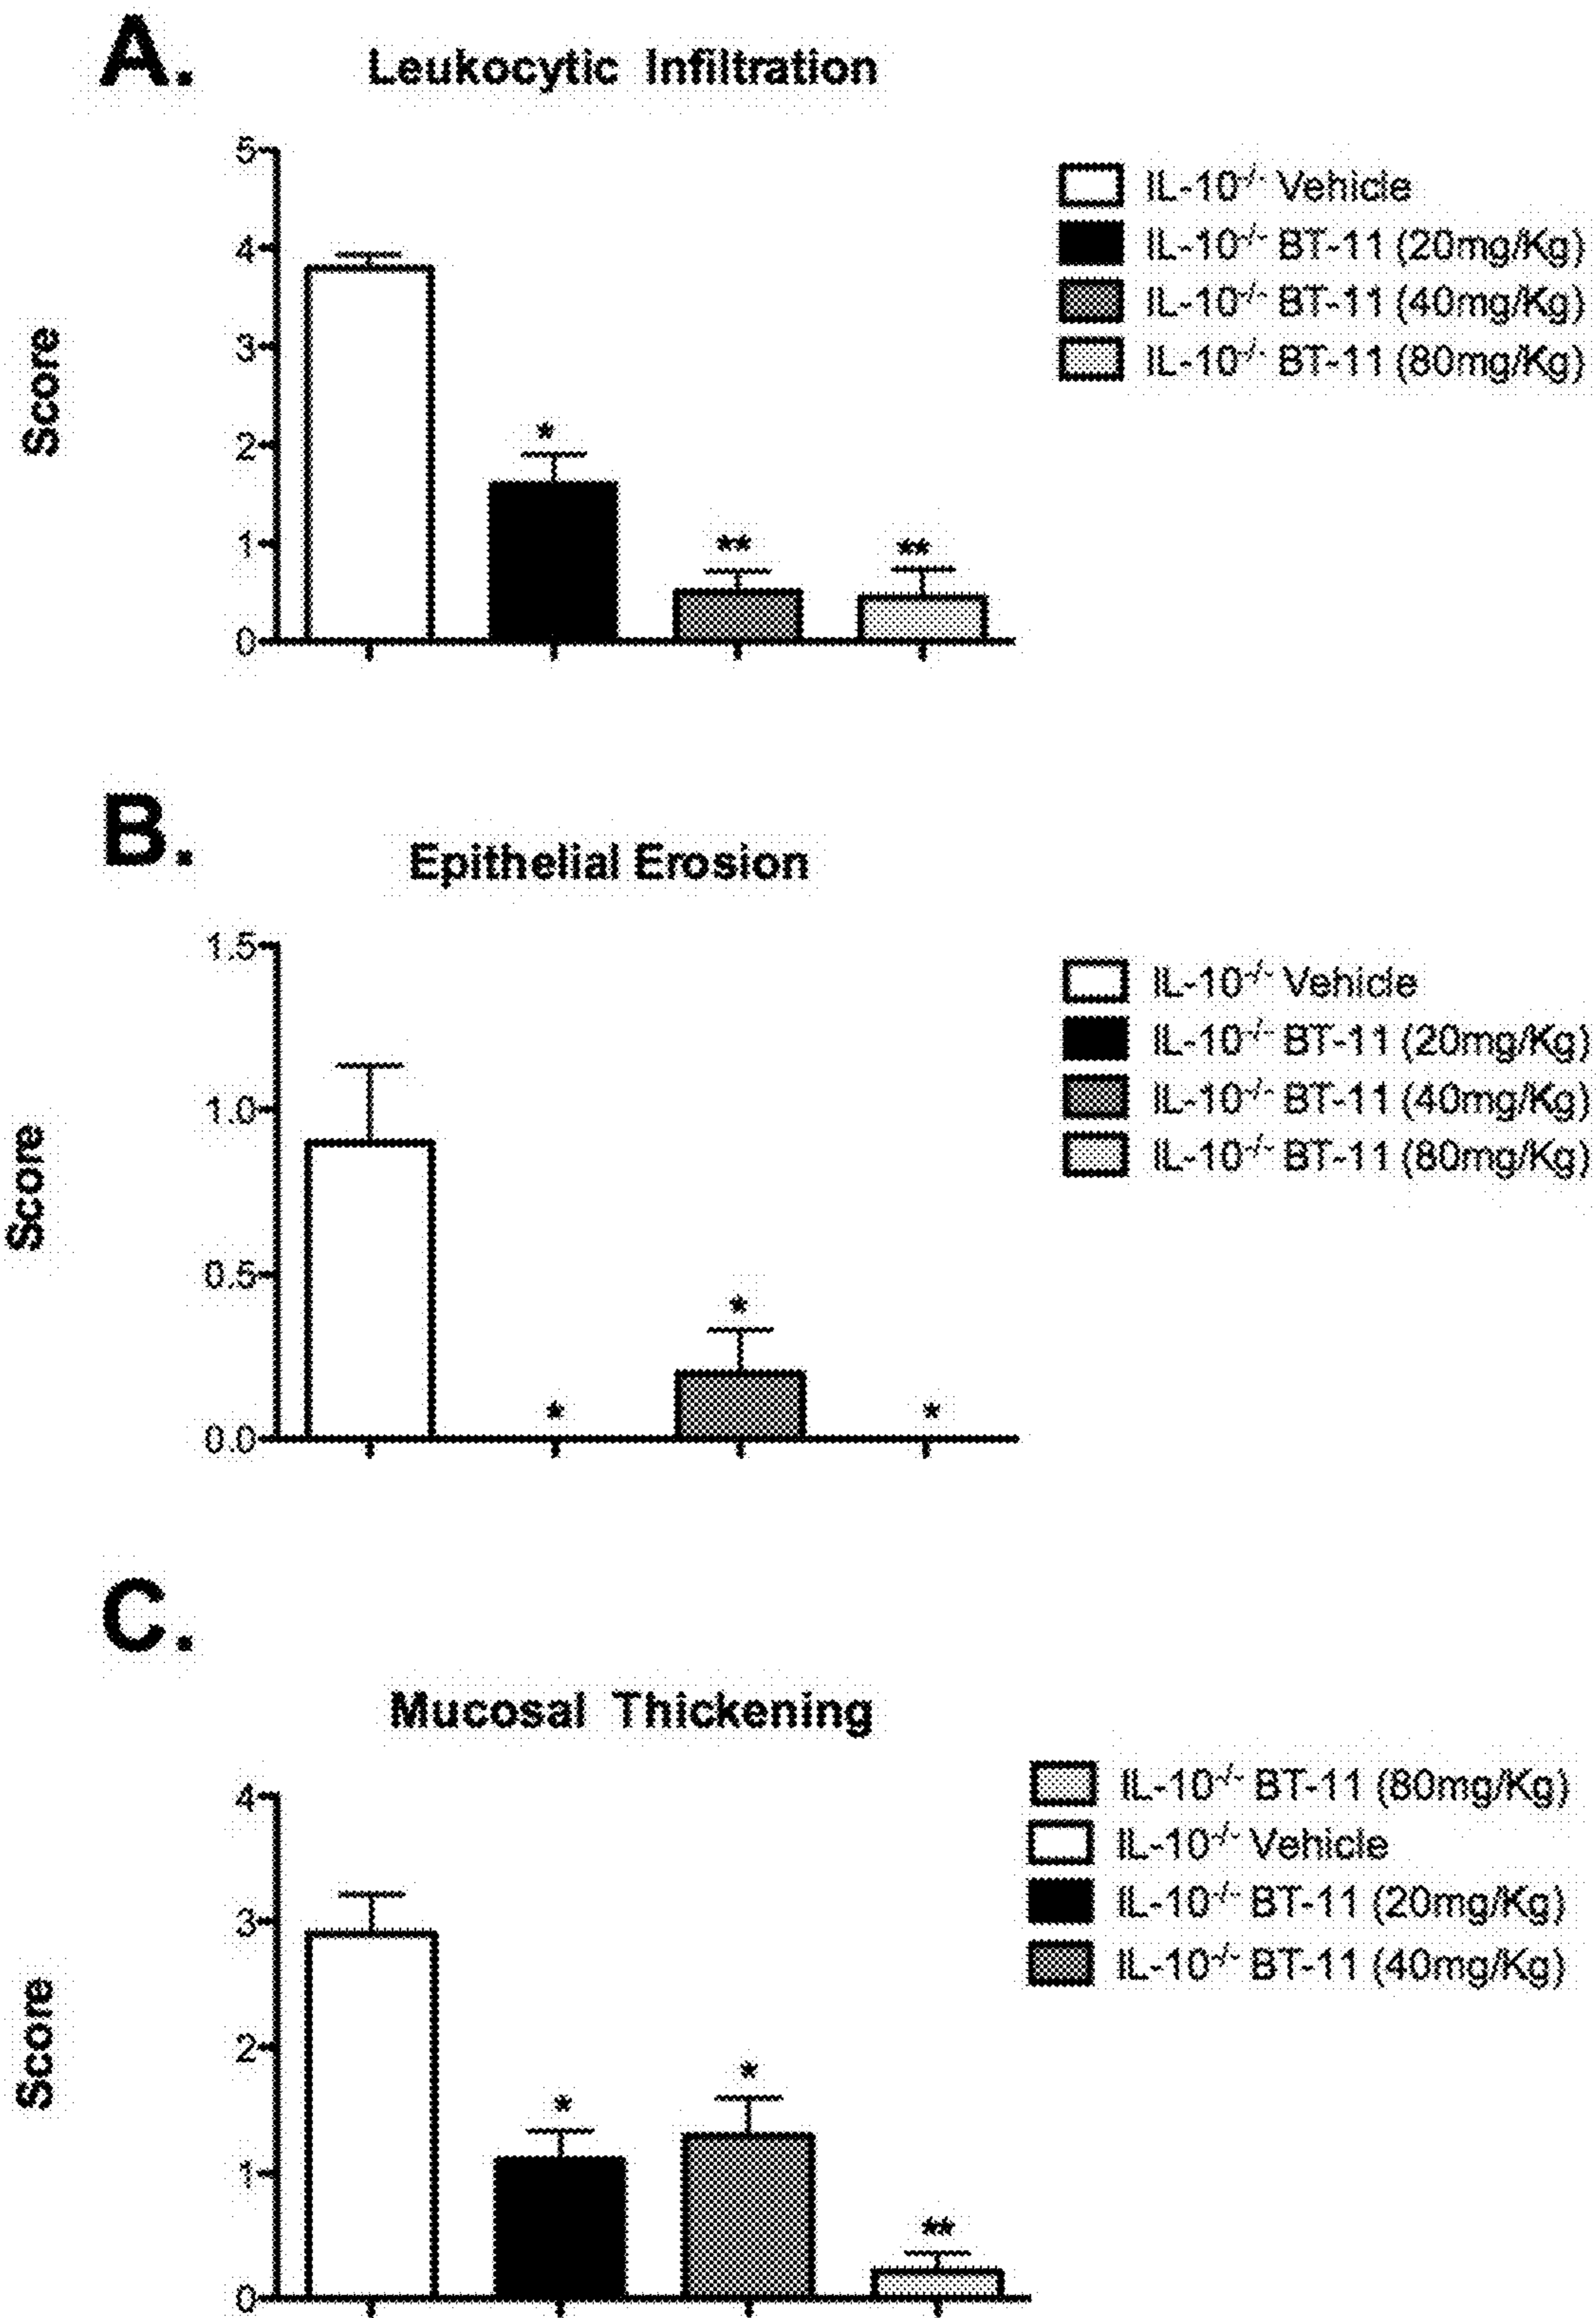 A.
Leukocytic Infiltration
Score
5
4
3
2
1
0
*
**
**
IL-10-/- Vehicle
IL-10-/- BT-11 (20mg/Kg)
IL-10-/- BT-11 (40mg/Kg)
IL-10-/- BT-11 (80mg/Kg)
B.
Epithelial Erosion
Score
1.5
1.0
0.5
0.0
*
*
*
IL-10-/- Vehicle
IL-10-/- BT-11 (20mg/Kg)
IL-10-/- BT-11 (40mg/Kg)
IL-10-/- BT-11 (80mg/Kg)
C.
Mucosal Thickening
Score
4
3
2
1
0
*
*
**
IL-10-/- BT-11 (80mg/Kg)
IL-10-/- Vehicle
IL-10-/- BT-11 (20mg/Kg)
IL-10-/- BT-11 (40mg/Kg)